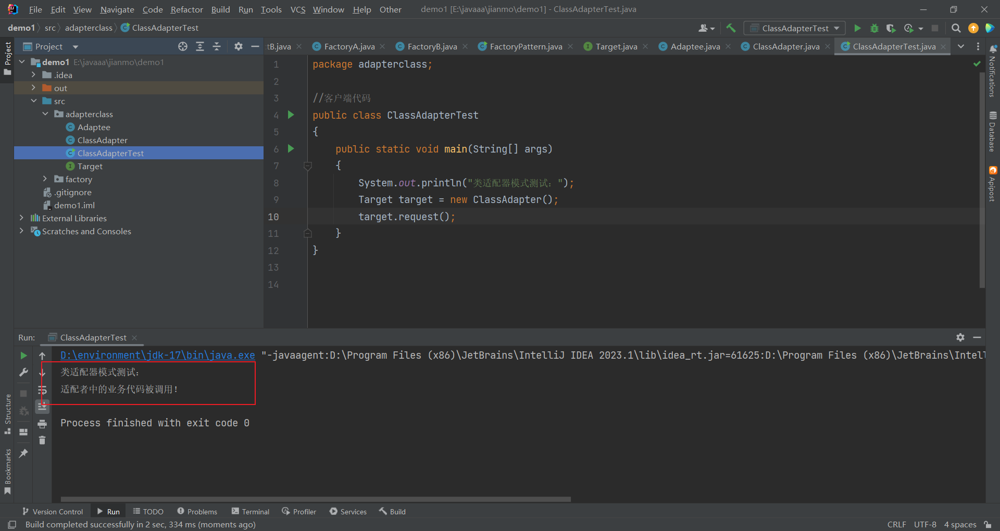 File Edit View Navigate Code Refactor Build Run Tools VCS Window Help Other demo1 [E:\javaaa\jianmo\demo1] - ClassAdapterTest.java
demo1 src adapterclass ClassAdapterTest
ClassAdapterTest
Project
tB.java FactoryA.java FactoryB.java FactoryPattern.java Target.java Adaptee.java ClassAdapter.java ClassAdapterTest.java
demo1 E:\javaaa\jianmo\demo1
.idea
out
src
adapterclass
Adaptee
ClassAdapter
ClassAdapterTest
Target
factory
.gitignore
demo1.iml
External Libraries
Scratches and Consoles
1 package adapterclass;
2
3 //客户端代码
4 public class ClassAdapterTest
5 {
6 public static void main(String[] args)
7 {
8 System.out.println("类适配器模式测试：");
9 Target target = new ClassAdapter();
10 target.request();
11 }
12 }
13
14
Project
Structure
Bookmarks
Notifications
Database
Apipost
Run: ClassAdapterTest
D:\environment\jdk-17\bin\java.exe "-javaagent:D:\Program Files (x86)\JetBrains\IntelliJ IDEA 2023.1\lib\idea_rt.jar=61625:D:\Program Files (x86)\JetBrains\Intell
类适配器模式测试：
适配者中的业务代码被调用！
Process finished with exit code 0
Version Control Run TODO Problems Terminal Profiler Services Build
Build completed successfully in 2 sec, 334 ms (moments ago)
CRLF UTF-8 4 spaces